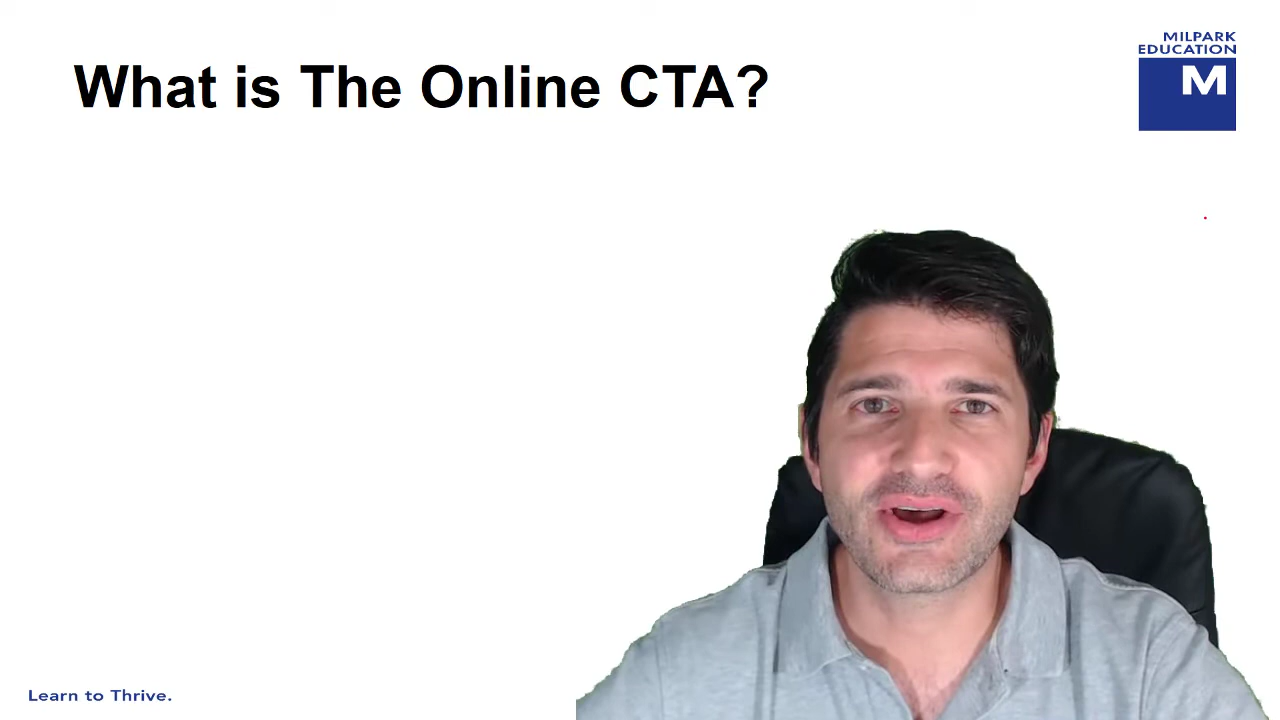 What is The Online CTA?
MILPARK
EDUCATION
M
Learn to Thrive.